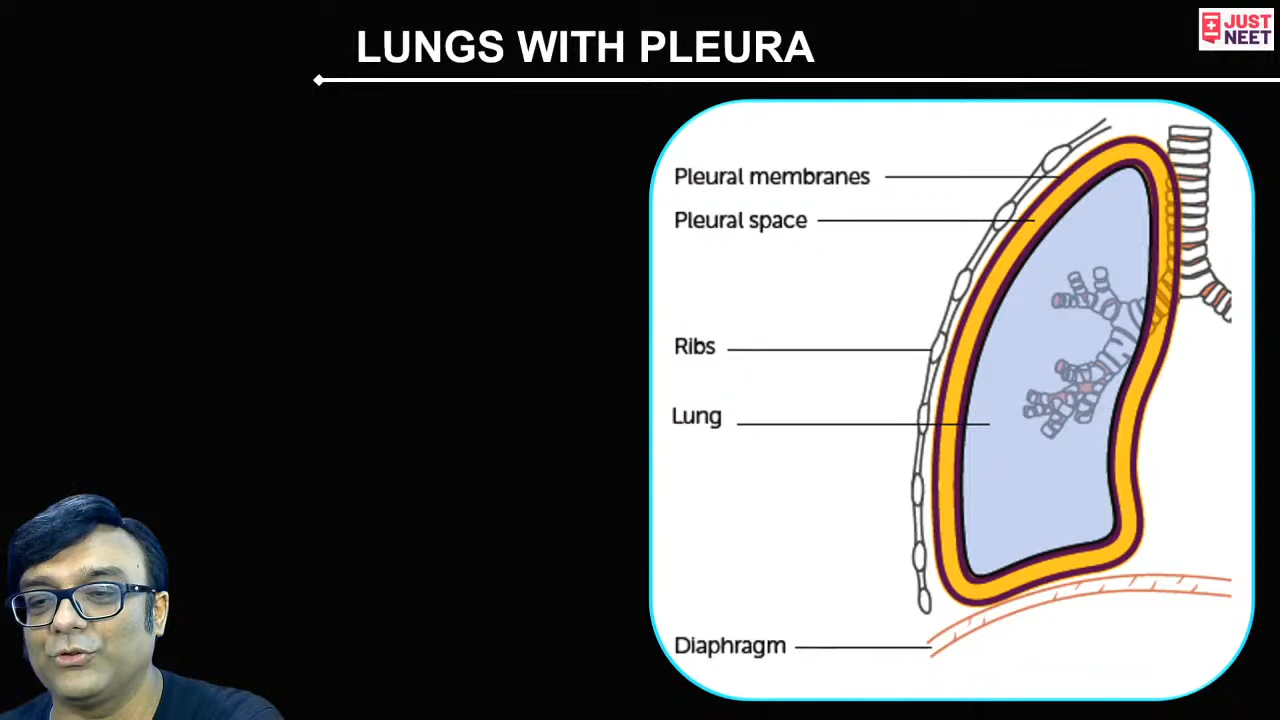 LUNGS WITH PLEURA
JUST
NEET
Pleural membranes
Pleural space
Ribs
Lung
Diaphragm